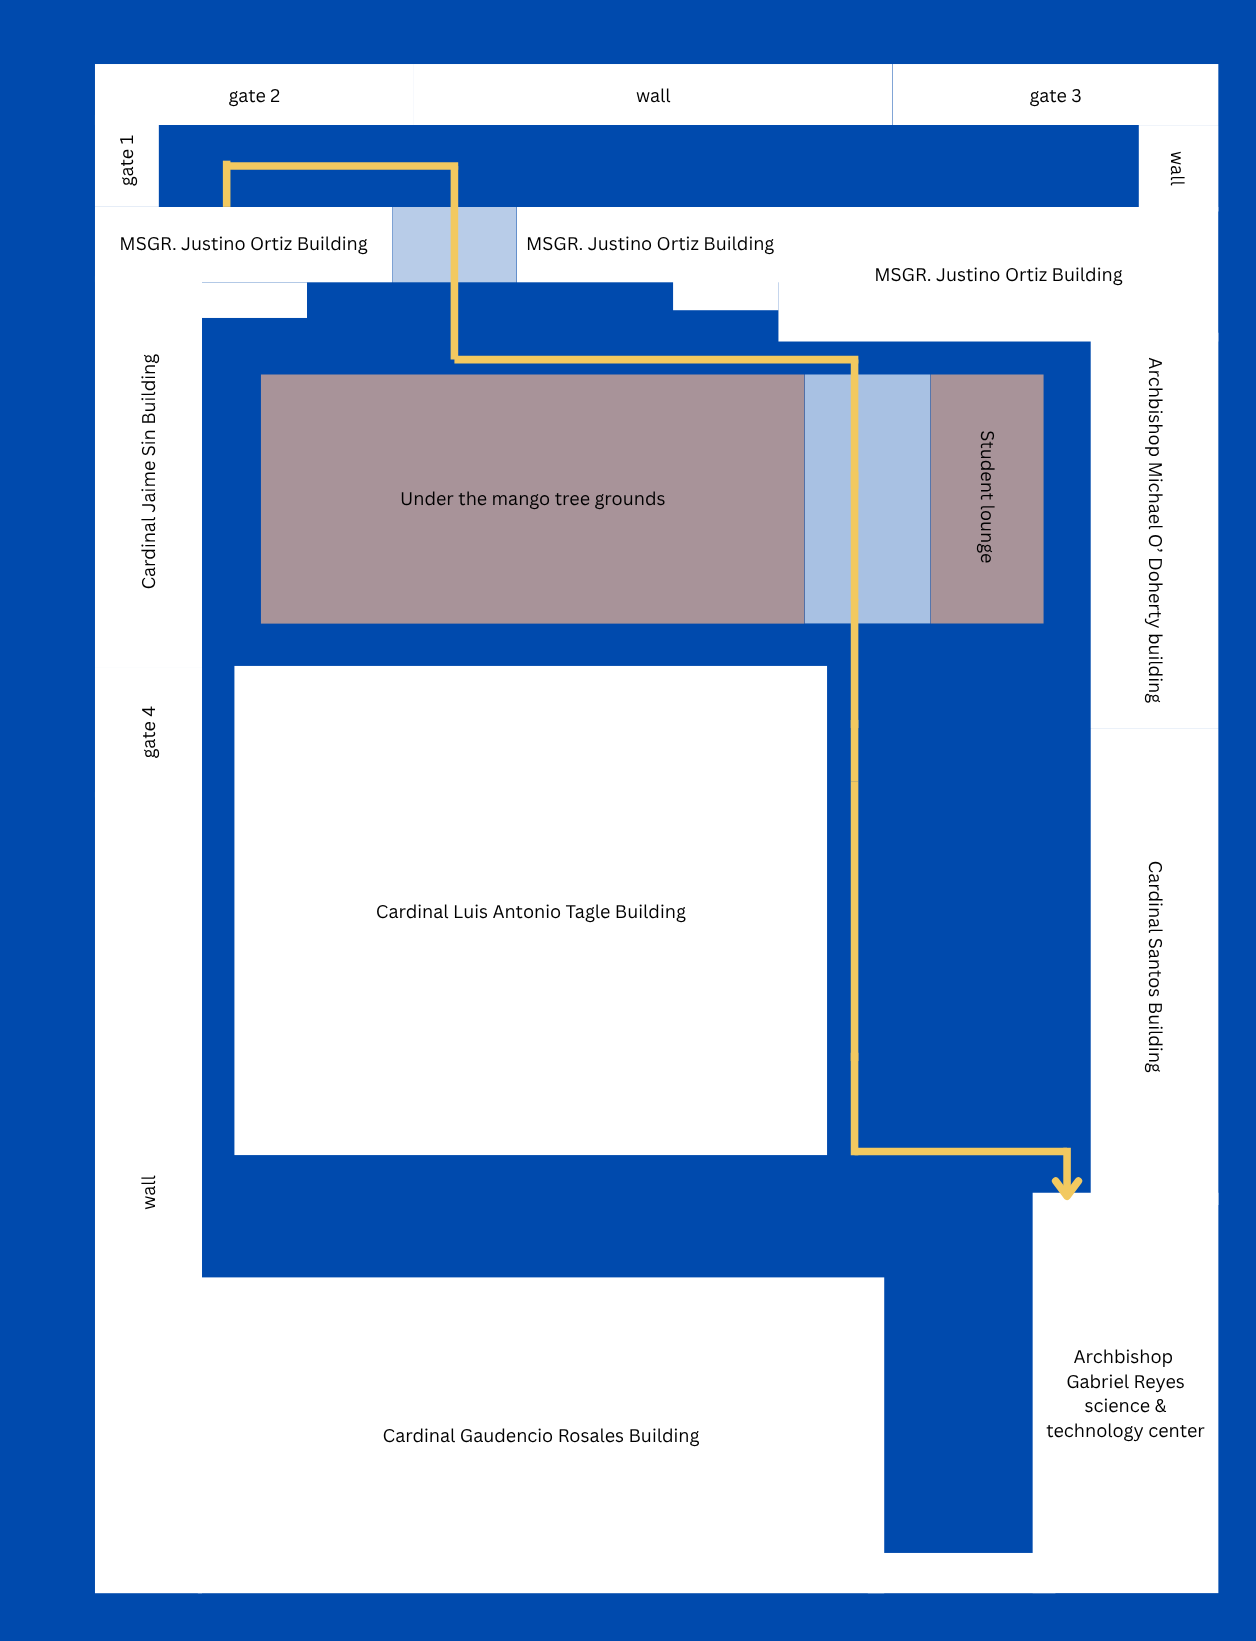 gate 2
wall
gate 3
gate 1
wall
MSGR. Justino Ortiz Building
MSGR. Justino Ortiz Building
MSGR. Justino Ortiz Building
Cardinal Jaime Sin Building
Under the mango tree grounds
Student lounge
Archbishop Michael O’ Doherty building
gate 4
Cardinal Luis Antonio Tagle Building
Cardinal Santos Building
wall
Archbishop
Gabriel Reyes
science &
technology center
Cardinal Gaudencio Rosales Building